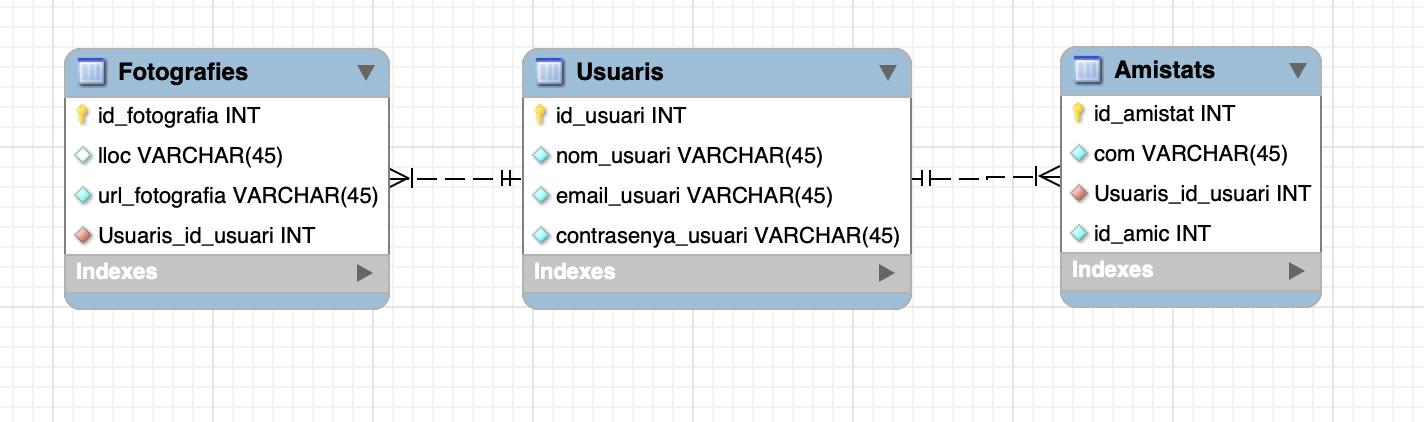 Fotografies
id_fotografia INT
lloc VARCHAR(45)
url_fotografia VARCHAR(45)
Usuaris_id_usuari INT
Indexes
Usuaris
id_usuari INT
nom_usuari VARCHAR(45)
email_usuari VARCHAR(45)
contrasenya_usuari VARCHAR(45)
Indexes
Amistats
id_amistat INT
com VARCHAR(45)
Usuaris_id_usuari INT
id_amic INT
Indexes